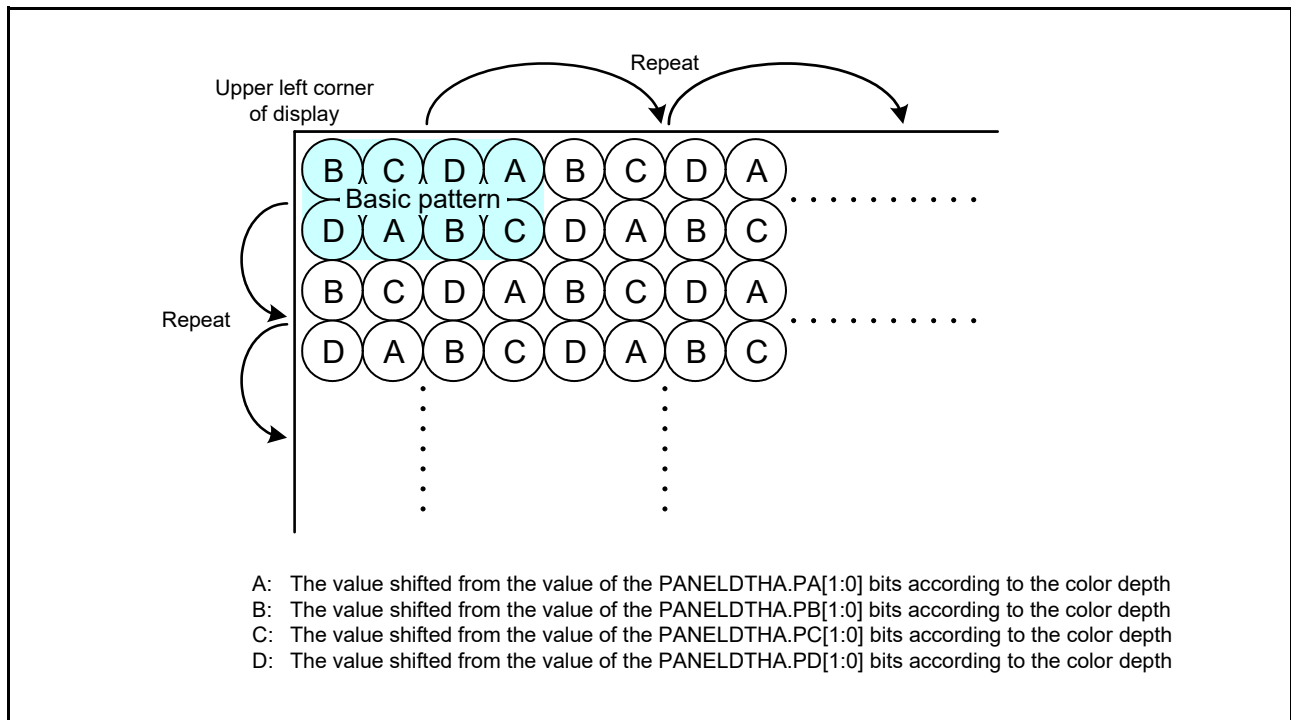 Repeat
Upper left corner
of display
B C D A B C D A
Basic pattern
D A B C D A B C
B C D A B C D A
Repeat
D A B C D A B C
A: The value shifted from the value of the PANELDTHA.PA[1:0] bits according to the color depth
B: The value shifted from the value of the PANELDTHA.PB[1:0] bits according to the color depth
C: The value shifted from the value of the PANELDTHA.PC[1:0] bits according to the color depth
D: The value shifted from the value of the PANELDTHA.PD[1:0] bits according to the color depth